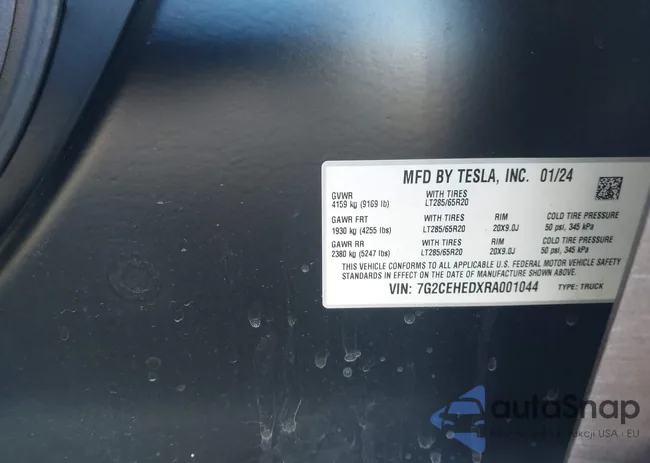 MFD BY TESLA, INC. 01/24
GVWR WITH TIRES
4159 kg (9169 lb) LT285/65R20
GAWR FRT WITH TIRES RIM COLD TIRE PRESSURE
1930 kg (4255 lbs) LT285/65R20 20X9.0J 50 psi, 345 kPa
GAWR RR WITH TIRES RIM COLD TIRE PRESSURE
2380 kg (5247 lbs) LT285/65R20 20X9.0J 50 psi, 345 kPa
THIS VEHICLE CONFORMS TO ALL APPLICABLE U.S. FEDERAL MOTOR VEHICLE SAFETY
STANDARDS IN EFFECT ON THE DATE OF MANUFACTURE SHOWN ABOVE.
VIN: 7G2CEHEDXRA001044 TYPE: TRUCK
autoSnap
USA - EU